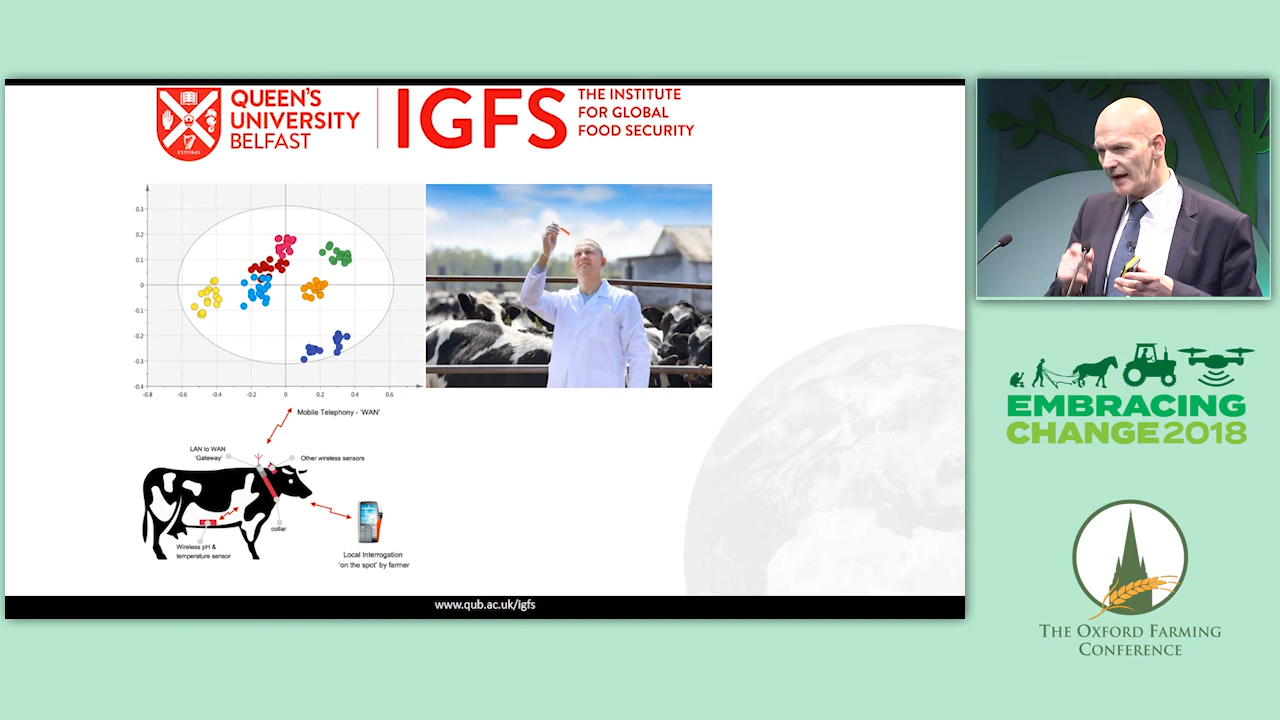 QUEEN'S
UNIVERSITY
BELFAST
IGFS
THE INSTITUTE
FOR GLOBAL
FOOD SECURITY
0.3
0.2
0.1
0
-0.1
-0.2
-0.3
-0.4
-0.8
-0.6
-0.4
-0.2
0
0.2
0.4
0.6
Mobile Telephony - 'WAN'
LAN to WAN
'Gateway'
Other wireless sensors
collar
Wireless pH &
temperature sensor
Local Interrogation
'on the spot' by farmer
www.qub.ac.uk/igfs
EMBRACING
CHANGE2018
THE OXFORD FARMING
CONFERENCE